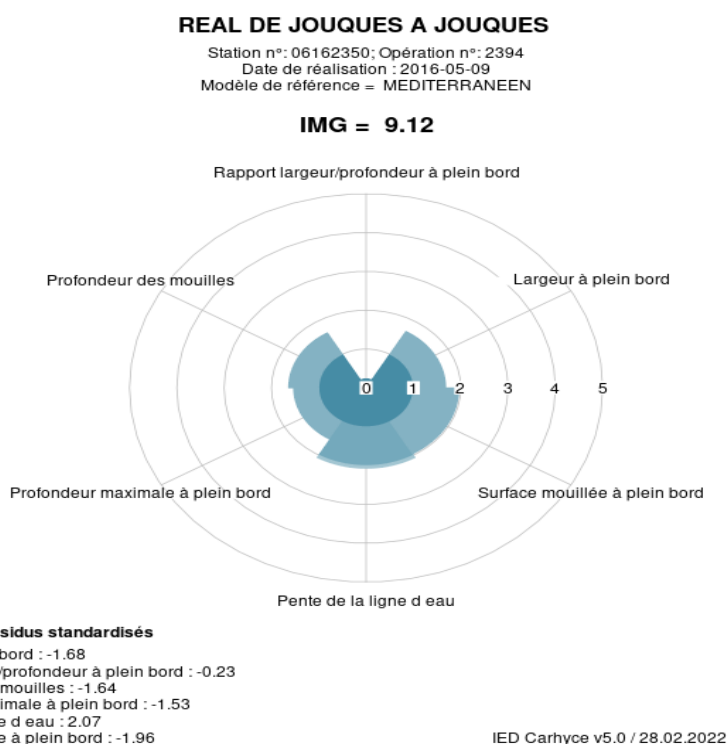 REAL DE JOUQUES A JOUQUES
Station n°: 06162350; Opération n°: 2394
Date de réalisation : 2016-05-09
Modèle de référence = MEDITERRANEEN
IMG = 9.12
Rapport largeur/profondeur à plein bord
Profondeur des mouilles
Largeur à plein bord
0 1 2 3 4 5
Profondeur maximale à plein bord
Surface mouillée à plein bord
Pente de la ligne d eau
sidus standardisés
bord : -1.68
/profondeur à plein bord : -0.23
mouilles : -1.64
imale à plein bord : -1.53
e d eau : 2.07
e à plein bord : -1.96
IED Carhyce v5.0 / 28.02.2022